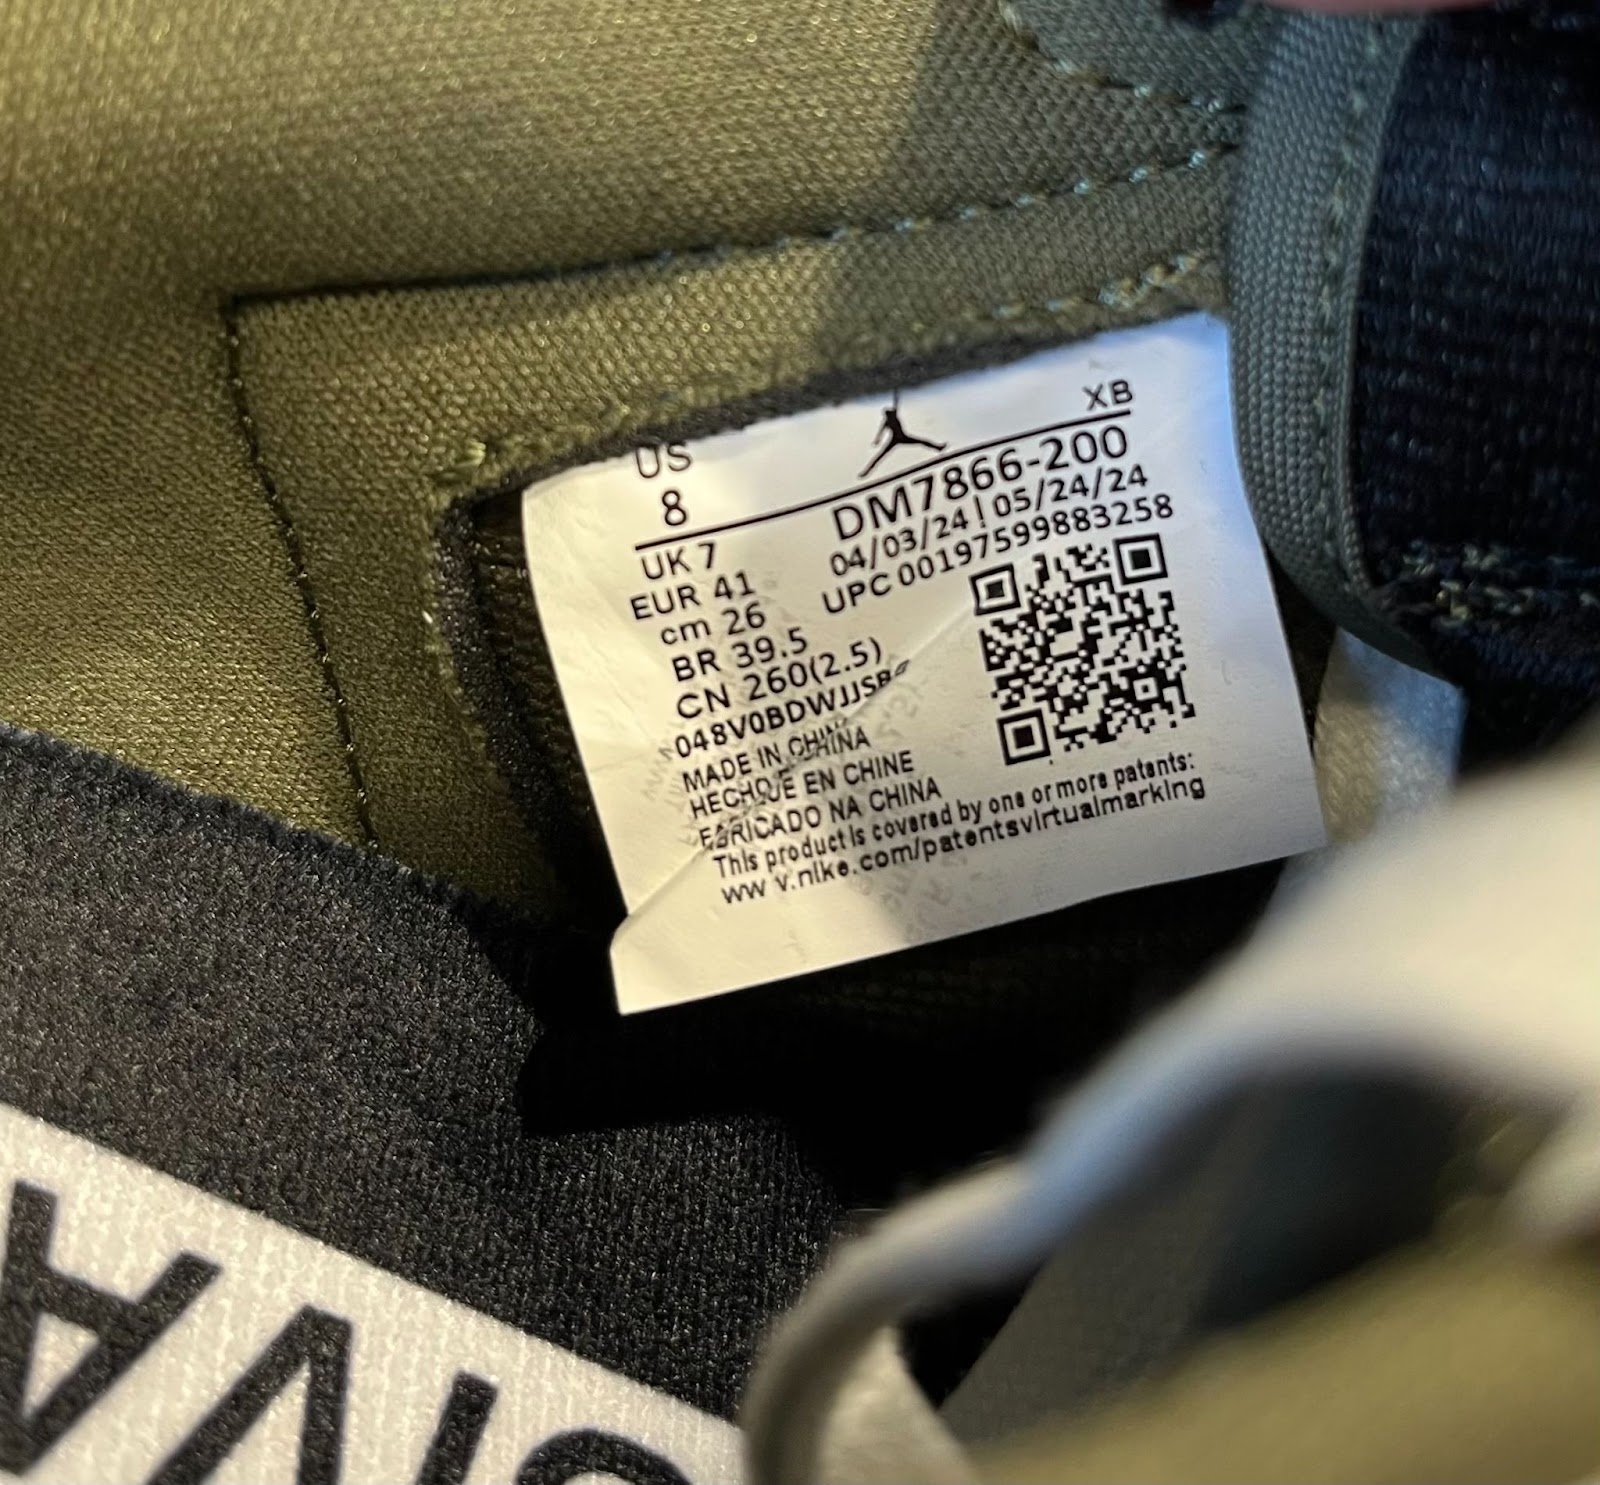 XB
US
8
DM7866-200
04/03/24 | 05/24/24
UPC 00197599883258
UK 7
EUR 41
cm 26
BR 39.5
CN 260(2.5)
048V0BDWJJSB
MADE IN CHINA
HECHQUE EN CHINE
FABRICADO NA CHINA
This product is covered by one or more patents:
www.nike.com/patentsvirtualmarking